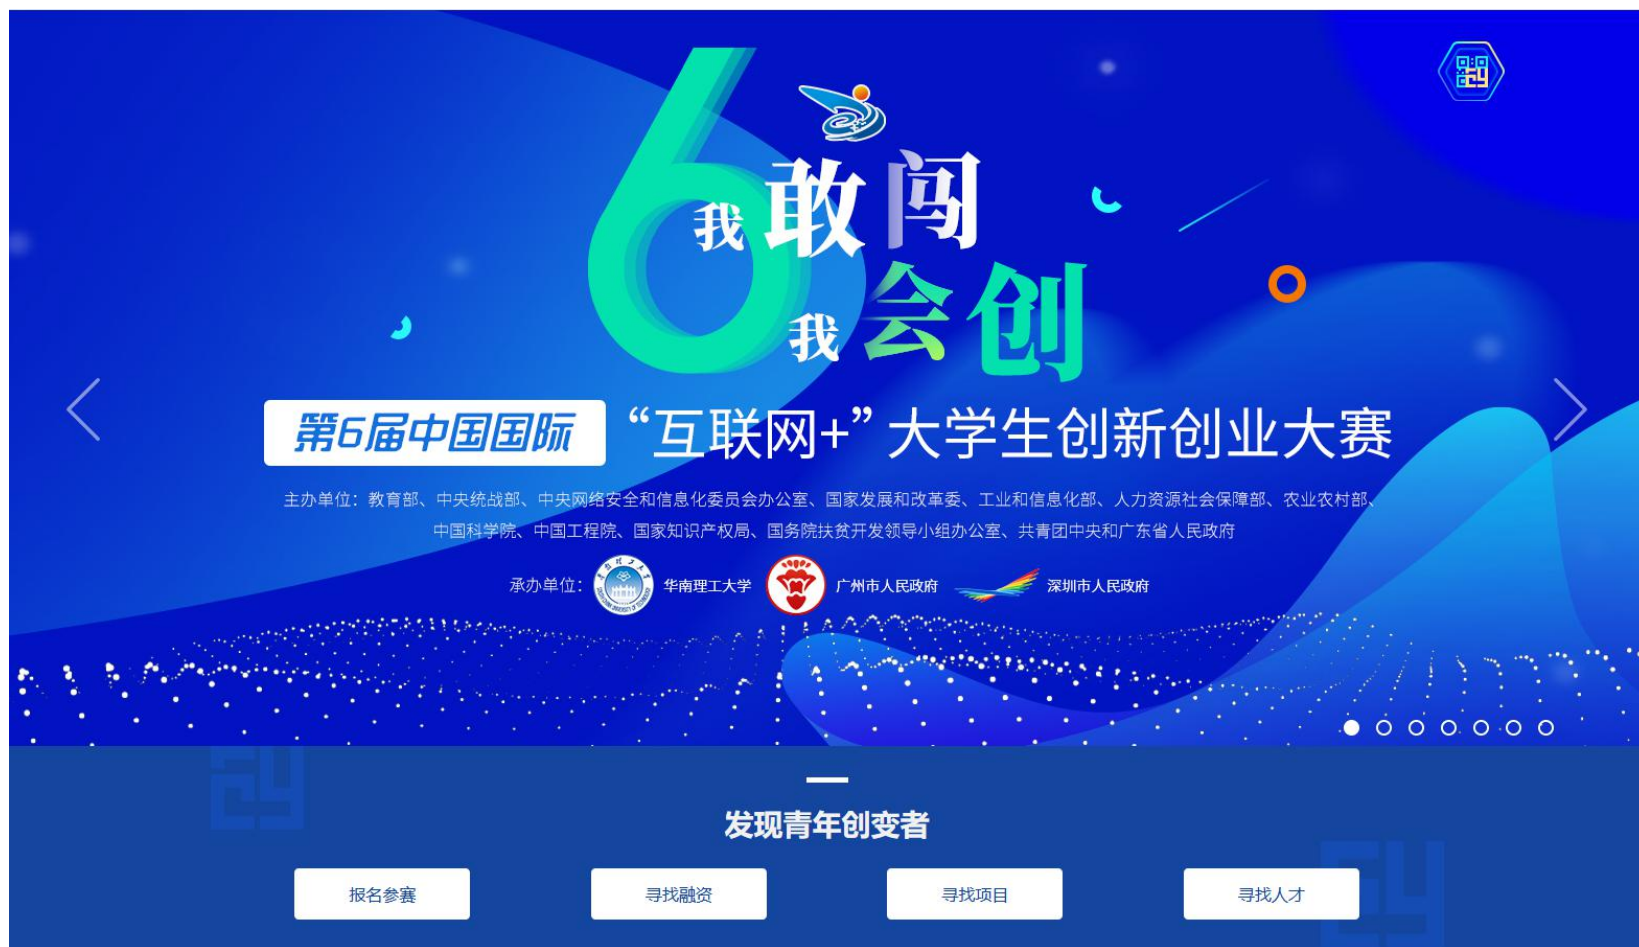 6
我敢闯
我会创
第6届中国国际 “互联网+” 大学生创新创业大赛
主办单位：教育部、中央统战部、中央网络安全和信息化委员会办公室、国家发展和改革委、工业和信息化部、人力资源社会保障部、农业农村部、
中国科学院、中国工程院、国家知识产权局、国务院扶贫开发领导小组办公室、共青团中央和广东省人民政府
承办单位： 华南理工大学 广州市人民政府 深圳市人民政府
发现青年创变者
报名参赛 寻找融资 寻找项目 寻找人才